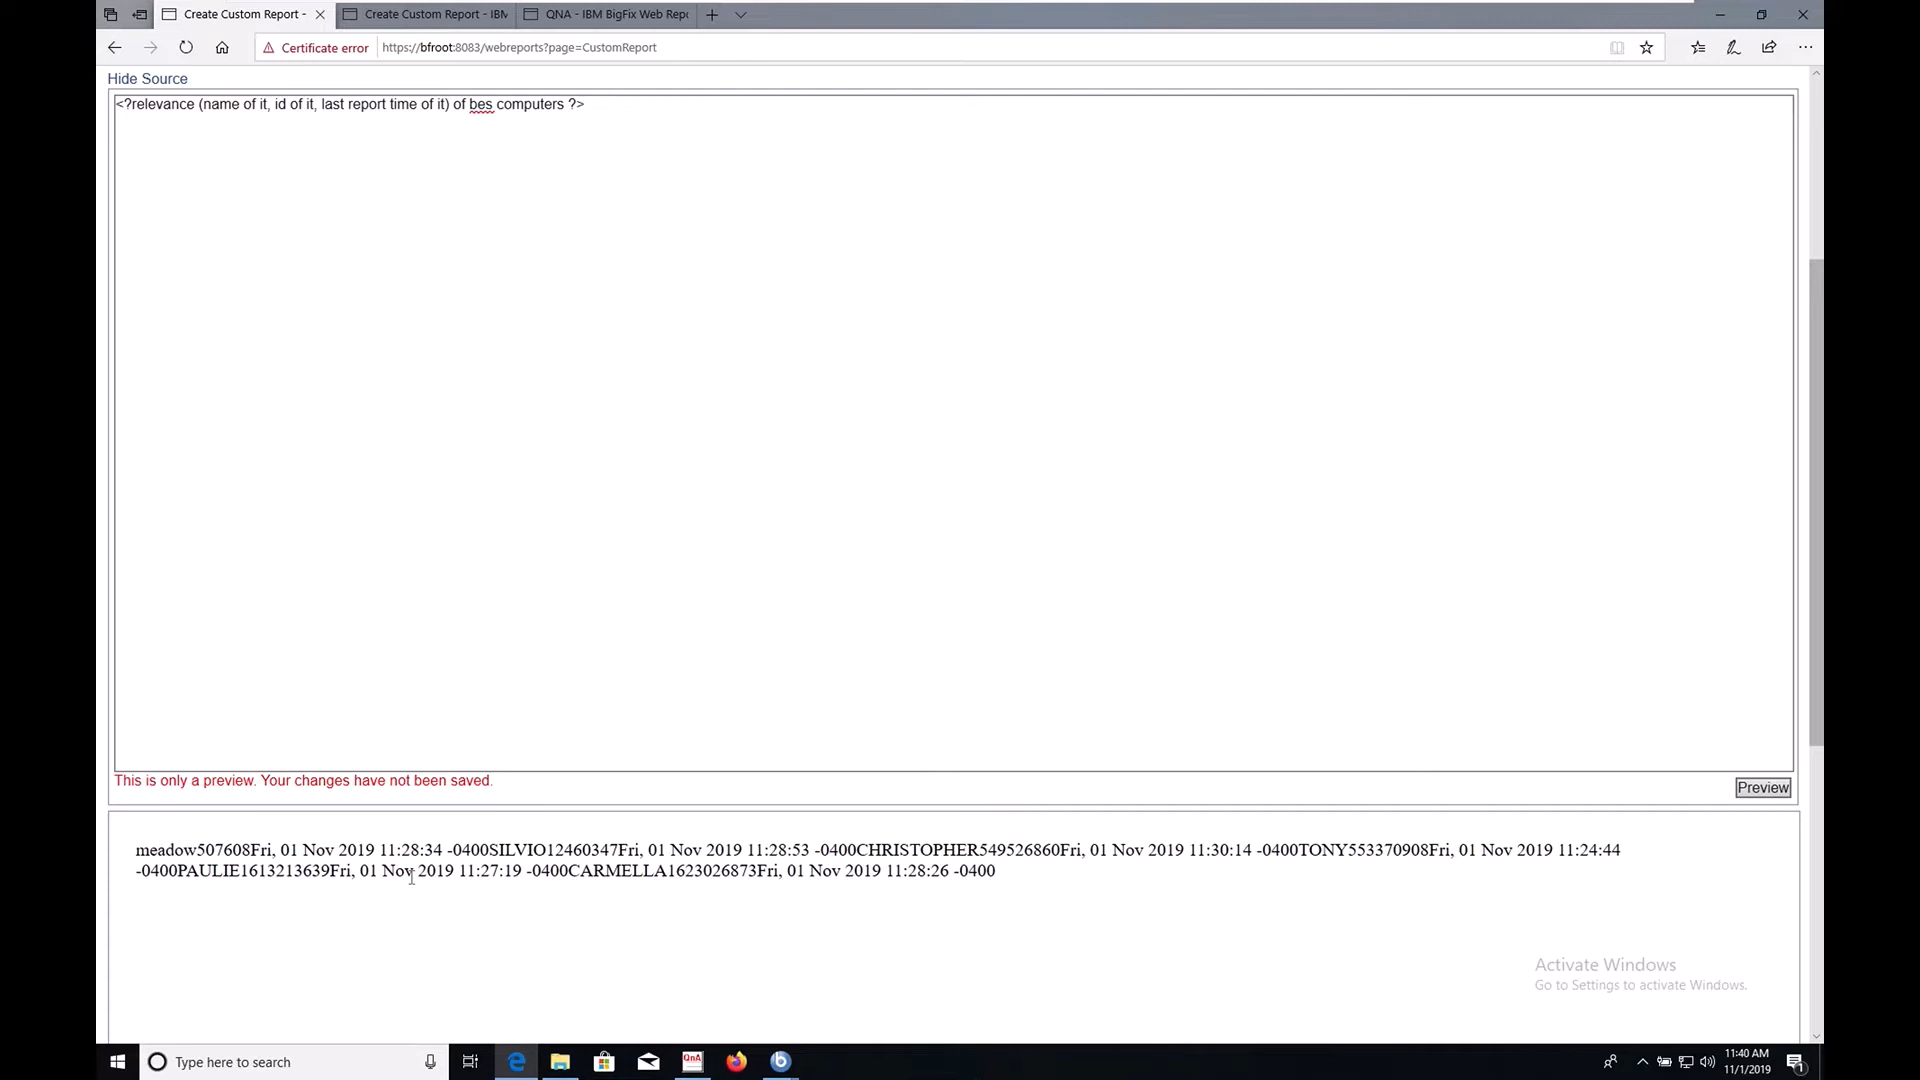 Create Custom Report -
Create Custom Report - IBM
QNA - IBM BigFix Web Repo
Certificate error
https://bfroot:8083/webreports?page=CustomReport
Hide Source
<?relevance (name of it, id of it, last report time of it) of bes computers ?>
This is only a preview. Your changes have not been saved.
Preview
meadow507608Fri, 01 Nov 2019 11:28:34 -0400SILVIO12460347Fri, 01 Nov 2019 11:28:53 -0400CHRISTOPHER549526860Fri, 01 Nov 2019 11:30:14 -0400TONY553370908Fri, 01 Nov 2019 11:24:44
-0400PAULIE1613213639Fri, 01 Nov 2019 11:27:19 -0400CARMELLA1623026873Fri, 01 Nov 2019 11:28:26 -0400
Activate Windows
Go to Settings to activate Windows.
Type here to search
QnA
11:40 AM
11/1/2019
1